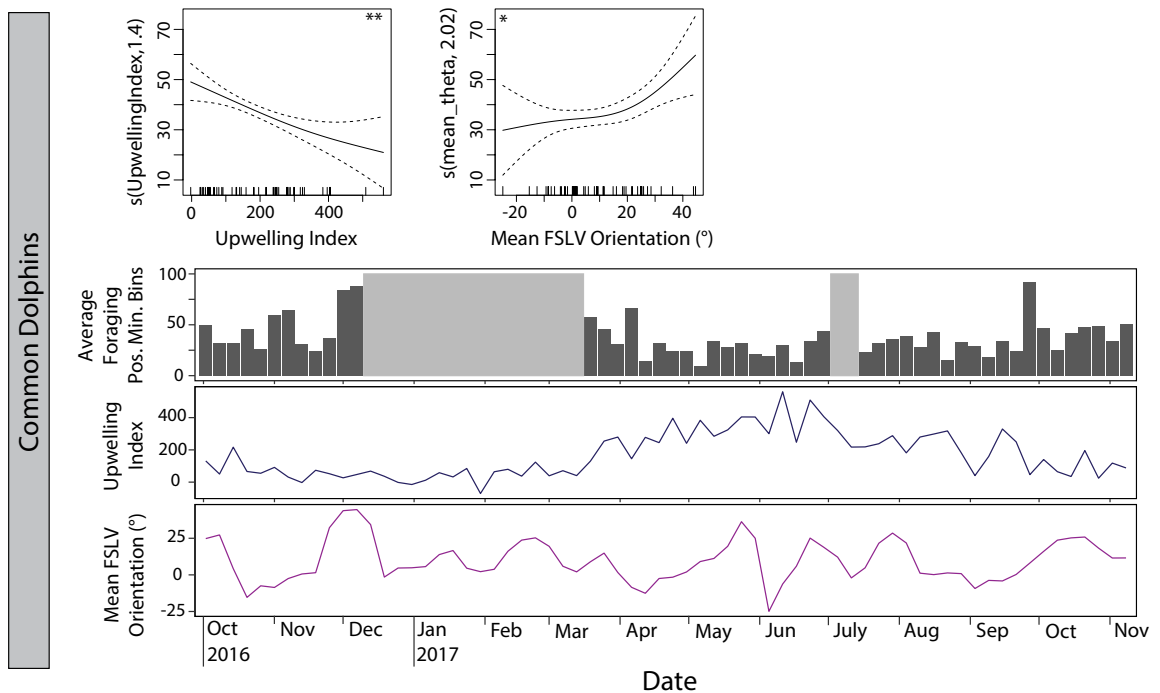 Common Dolphins
s(UpwellingIndex,1.4)
70
50
30
10
**
0 200 400
Upwelling Index
s(mean_theta, 2.02)
70
50
30
10
*
-20 0 20 40
Mean FSLV Orientation (°)
Average
Foraging
Pos. Min. Bins
100
50
0
Upwelling
Index
400
200
0
Mean FSLV
Orientation (°)
25
0
-25
Oct Nov Dec Jan Feb Mar Apr May Jun July Aug Sep Oct Nov
2016 2017
Date